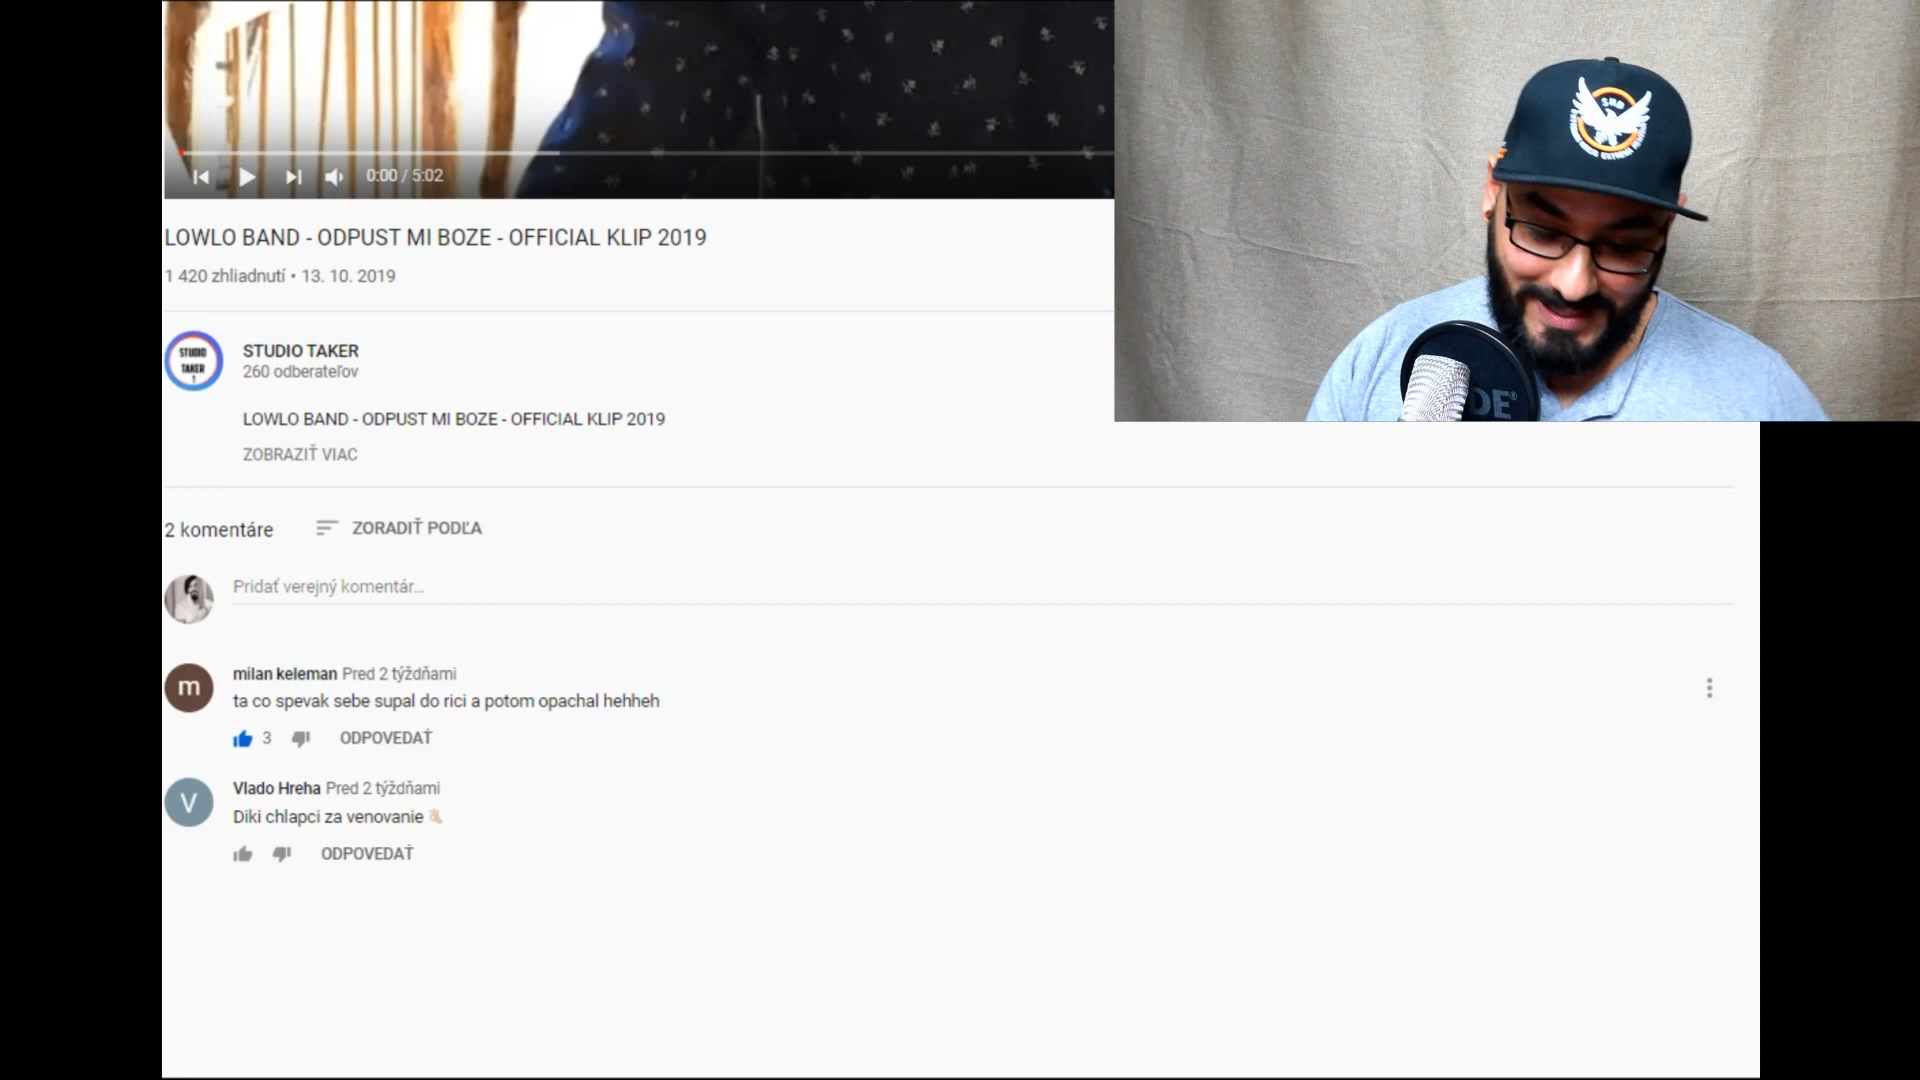 0:00 / 5:02
LOWLO BAND - ODPUST MI BOZE - OFFICIAL KLIP 2019
1 420 zhliadnutí • 13. 10. 2019
STUDIO TAKER
STUDIO TAKER
260 odberateľov
LOWLO BAND - ODPUST MI BOZE - OFFICIAL KLIP 2019
ZOBRAZIŤ VIAC
2 komentáre
ZORADIŤ PODĽA
Pridať verejný komentár...
m
milan keleman Pred 2 týždňami
ta co spevak sebe supal do rici a potom opachal hehheh
3
ODPOVEDAŤ
V
Vlado Hreha Pred 2 týždňami
Diki chlapci za venovanie
ODPOVEDAŤ
DE®